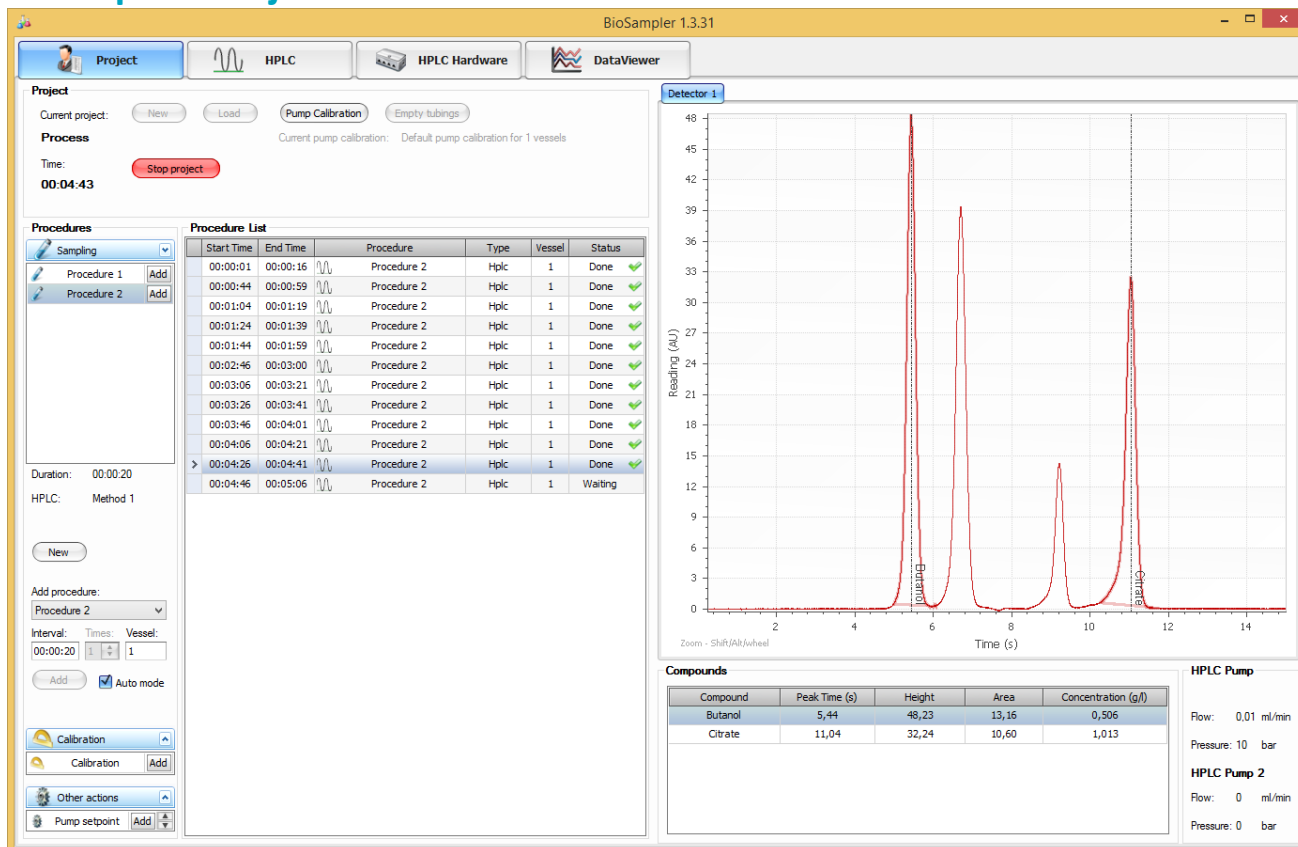 BioSampler 1.3.31
Project HPLC HPLC Hardware DataViewer
Project
Current project: New Load Pump Calibration Empty tubings
Process Current pump calibration: Default pump calibration for 1 vessels
Time: Stop project
00:04:43
Procedures
Sampling
Procedure 1 Add
Procedure 2 Add
Duration: 00:00:20
HPLC: Method 1
New
Add procedure:
Procedure 2
Interval: Times: Vessel:
00:00:20 1 1
Add Auto mode
Calibration
Calibration Add
Other actions
Pump setpoint Add
Procedure List
Start Time End Time Procedure Type Vessel Status
00:00:01 00:00:16 Procedure 2 Hplc 1 Done
00:00:44 00:00:59 Procedure 2 Hplc 1 Done
00:01:04 00:01:19 Procedure 2 Hplc 1 Done
00:01:24 00:01:39 Procedure 2 Hplc 1 Done
00:01:44 00:01:59 Procedure 2 Hplc 1 Done
00:02:46 00:03:00 Procedure 2 Hplc 1 Done
00:03:06 00:03:21 Procedure 2 Hplc 1 Done
00:03:26 00:03:41 Procedure 2 Hplc 1 Done
00:03:46 00:04:01 Procedure 2 Hplc 1 Done
00:04:06 00:04:21 Procedure 2 Hplc 1 Done
00:04:26 00:04:41 Procedure 2 Hplc 1 Done
00:04:46 00:05:06 Procedure 2 Hplc 1 Waiting
Detector 1
48
45
42
39
36
33
30
27
24
21
18
15
12
9
6
3
0
Reading (AU)
Butanol
Citrate
2 4 6 8 10 12 14
Zoom - Shift/Alt/wheel Time (s)
Compounds
Compound Peak Time (s) Height Area Concentration (g/l)
Butanol 5,44 48,23 13,16 0,506
Citrate 11,04 32,24 10,60 1,013
HPLC Pump
Flow: 0,01 ml/min
Pressure: 10 bar
HPLC Pump 2
Flow: 0 ml/min
Pressure: 0 bar